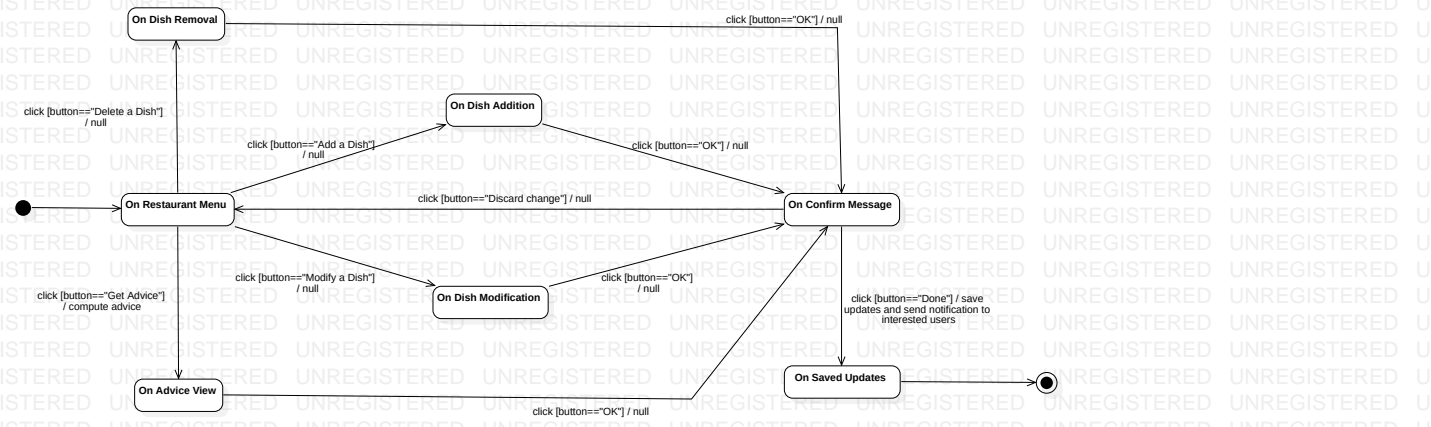 On Dish Removal
click [button=="OK"] / null
click [button=="Delete a Dish"]
/ null
On Dish Addition
click [button=="Add a Dish"]
/ null
click [button=="OK"] / null
On Restaurant Menu
click [button=="Discard change"] / null
On Confirm Message
click [button=="Modify a Dish"]
/ null
click [button=="OK"]
/ null
click [button=="Get Advice"]
/ compute advice
On Dish Modification
click [button=="Done"] / save
updates and send notification to
interested users
On Advice View
On Saved Updates
click [button=="OK"] / null
UNREGISTERED